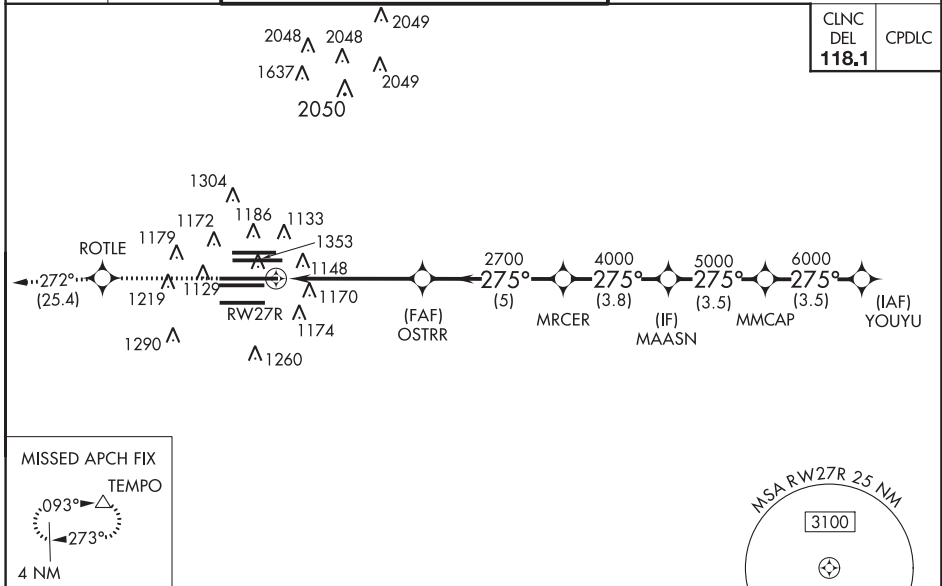 CLNC
DEL
118.1
CPDLC
2049
2048
2048
1637
2049
2050
1304
1172
1186
1133
1179
1353
ROTLE
1148
272°
(25.4)
1219
1129
1170
RW27R
1174
1290
1260
(FAF)
OSTRR
2700
275°
(5)
MRCER
4000
275°
(3.8)
(IF)
MAASN
5000
275°
(3.5)
MMCAP
6000
275°
(3.5)
(IAF)
YOUYU
MISSED APCH FIX
TEMPO
093°
273°
4 NM
MSA RW27R 25 NM
3100